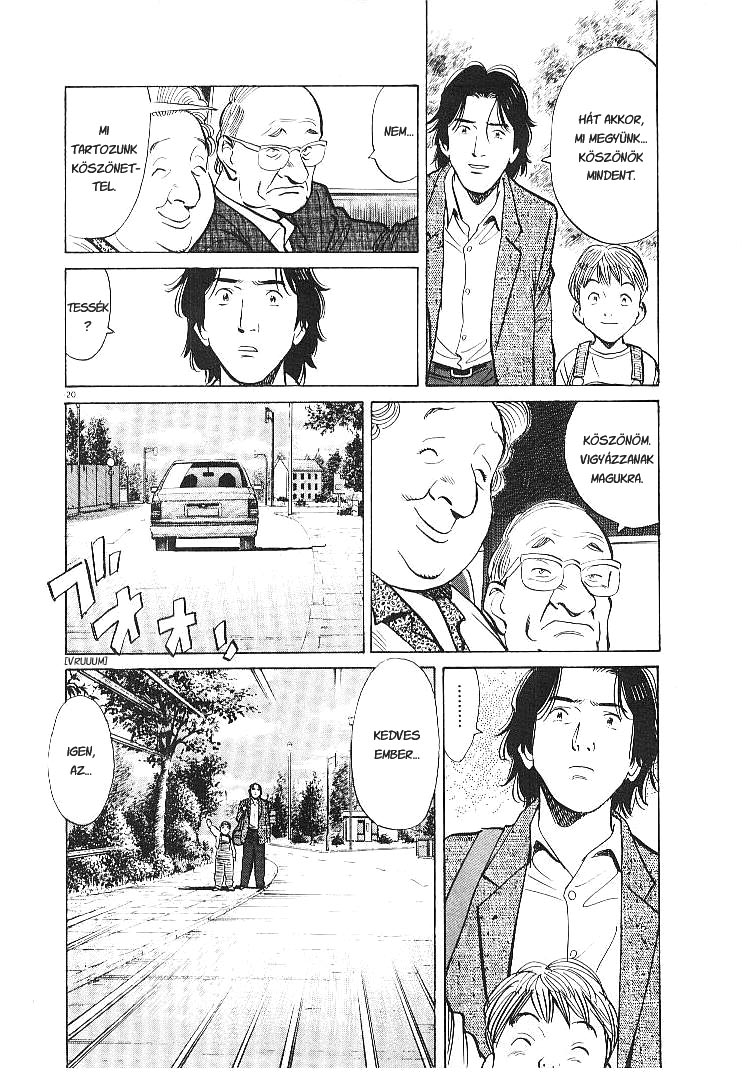 HÁT AKKOR,
MI MEGYÜNK...
KÖSZÖNÖK
MINDENT.
NEM...
MI
TARTOZUNK
KÖSZÖNET-
TEL.
TESSÉK
?
20
KÖSZÖNÖM.
VIGYÁZZANAK
MAGUKRA.
ブオォォ...
[VRUUUM]
..........
KEDVES
EMBER...
IGEN,
AZ...